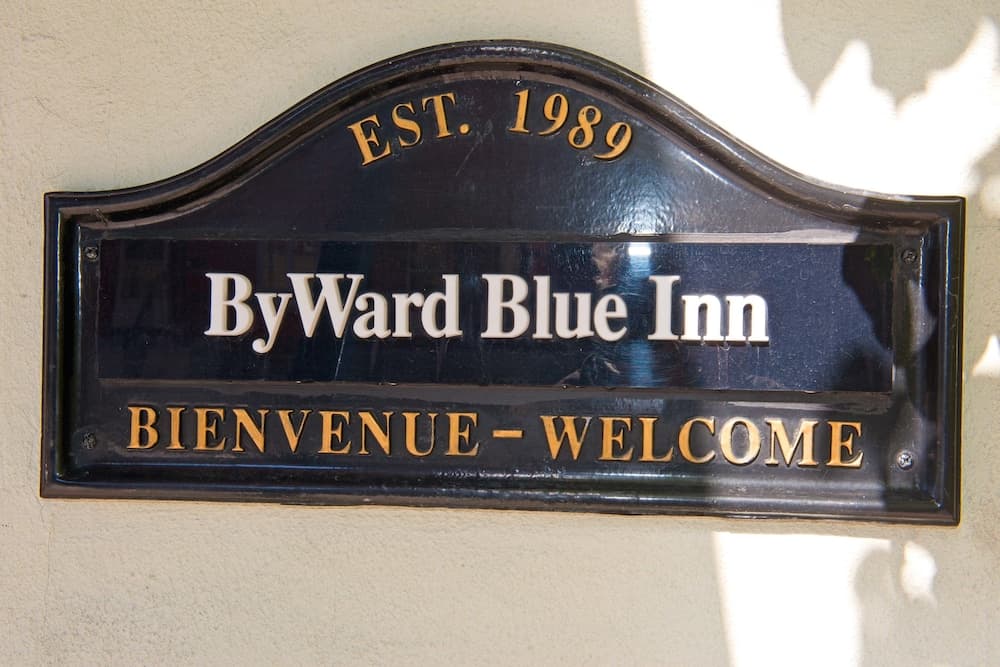 EST. 1989
ByWard Blue Inn
BIENVENUE - WELCOME